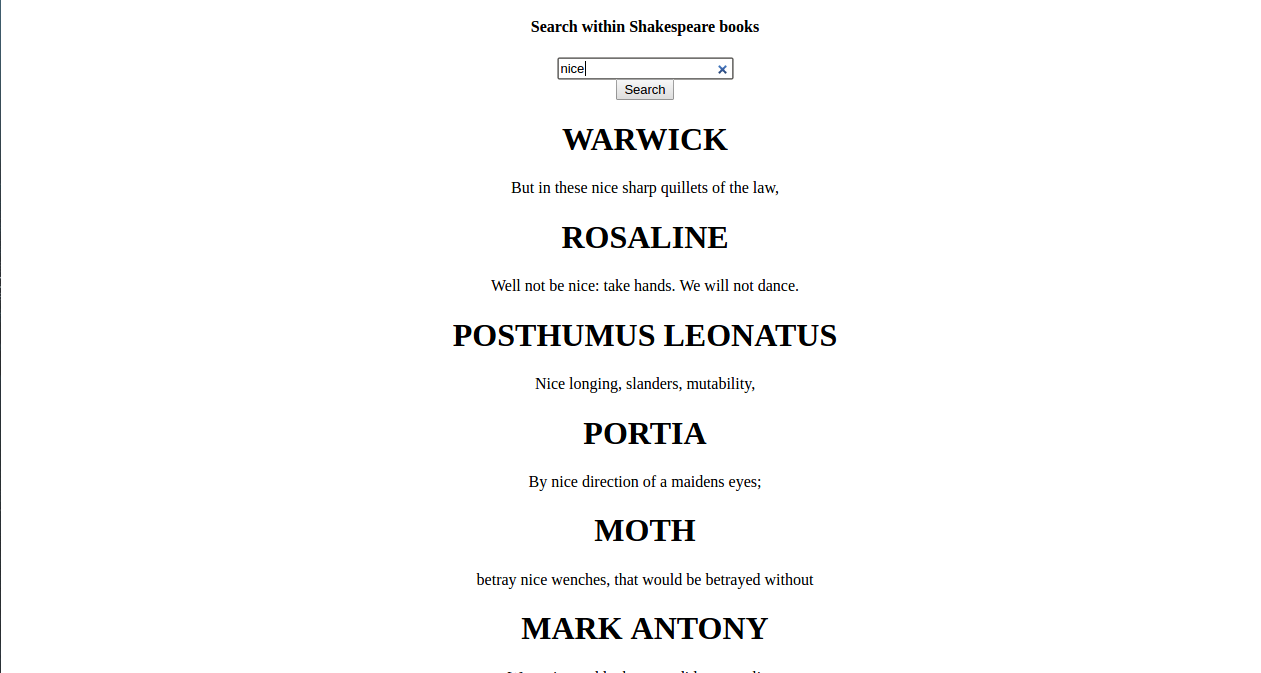 Search within Shakespeare books
nice
Search
WARWICK
But in these nice sharp quillets of the law,
ROSALINE
Well not be nice: take hands. We will not dance.
POSTHUMUS LEONATUS
Nice longing, slanders, mutability,
PORTIA
By nice direction of a maidens eyes;
MOTH
betray nice wenches, that would be betrayed without
MARK ANTONY